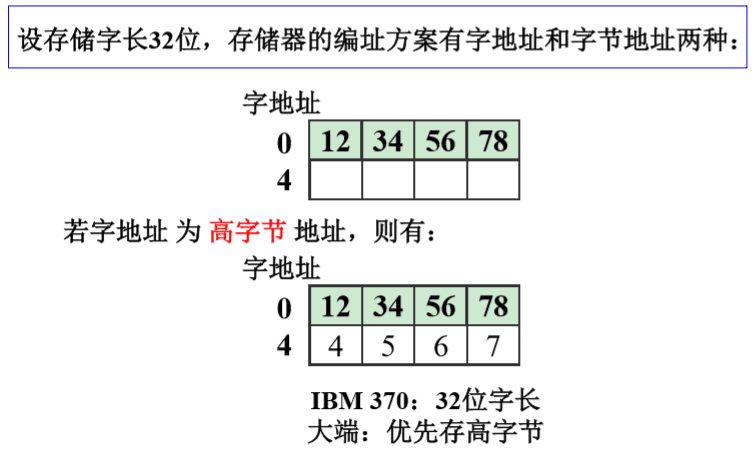 设存储字长32位，存储器的编址方案有字地址和字节地址两种：
字地址
0 12 34 56 78
4
若字地址 为 高字节 地址，则有：
字地址
0 12 34 56 78
4 4 5 6 7
IBM 370：32位字长
大端：优先存高字节